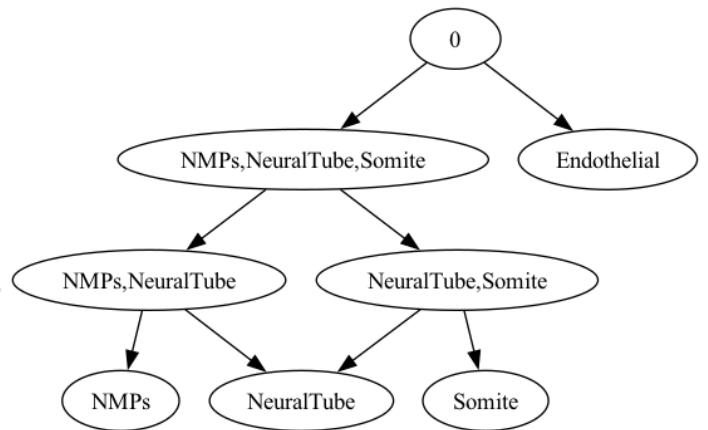 0
NMPs,NeuralTube,Somite
Endothelial
NMPs,NeuralTube
NeuralTube,Somite
NMPs
NeuralTube
Somite